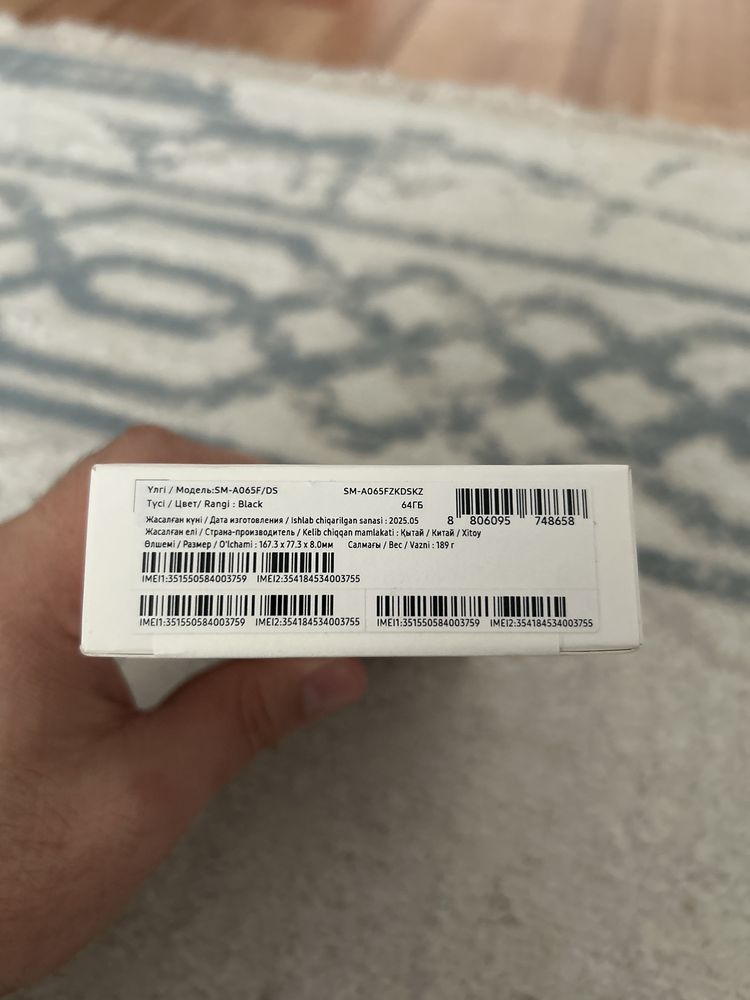 Үлгі / Модель:SM-A065F/DS SM-A065FZKDSKZ
Түсі / Цвет/ Rangi : Black 64ГБ
8 806095 748658
Жасалған күні / Дата изготовления / Ishlab chiqarilgan sanasi : 2025.05
Жасалған елі / Страна-производитель / Kelib chiqqan mamlakati : Қытай / Китай / Xitoy
Өлшемі / Размер / O'lchami : 167.3 x 77.3 x 8.0мм Салмағы / Вес / Vazni : 189 г
IMEI1:351550584003759 IMEI2:354184534003755
IMEI1:351550584003759 IMEI2:354184534003755 IMEI1:351550584003759 IMEI2:354184534003755